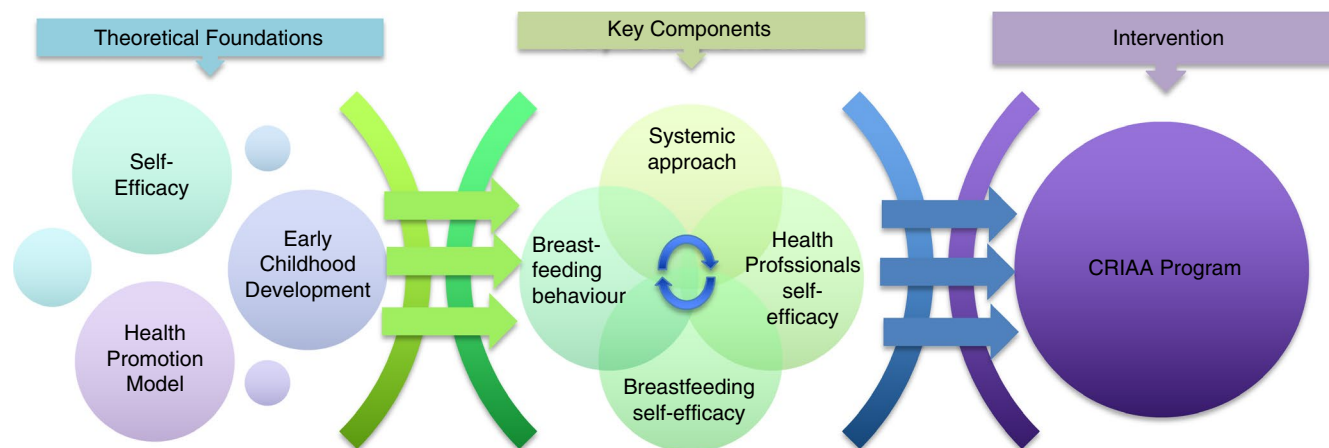 Theoretical Foundations
Key Components
Intervention
Self-
Efficacy
Early
Childhood
Development
Health
Promotion
Model
Systemic
approach
Breast-
feeding
behaviour
Health
Profssionals
self-
efficacy
Breastfeeding
self-efficacy
CRIAA Program